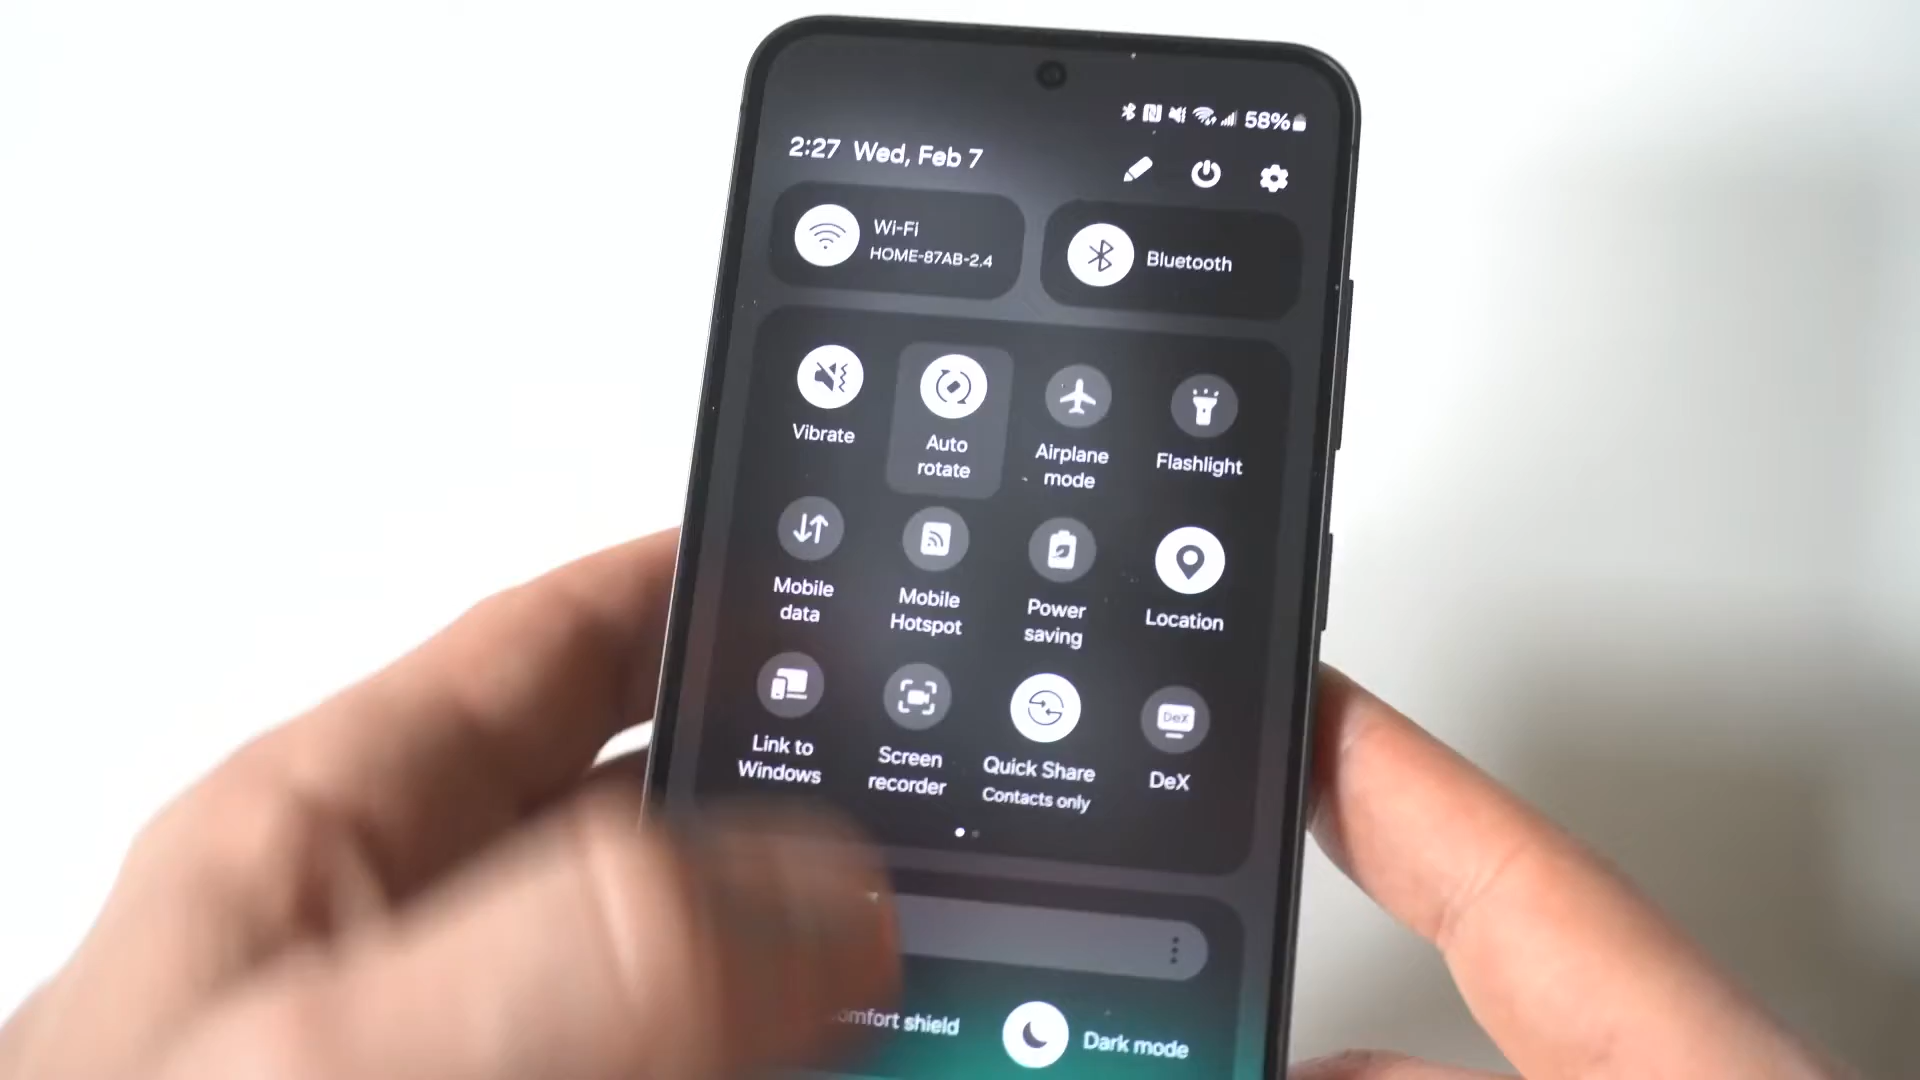 58%
2:27 Wed, Feb 7
Wi-Fi
HOME-87AB-2.4
Bluetooth
Vibrate
Auto
rotate
Airplane
mode
Flashlight
Mobile
data
Mobile
Hotspot
Power
saving
Location
Link to
Windows
Screen
recorder
Quick Share
Contacts only
DeX
DeX
shield
Dark mode